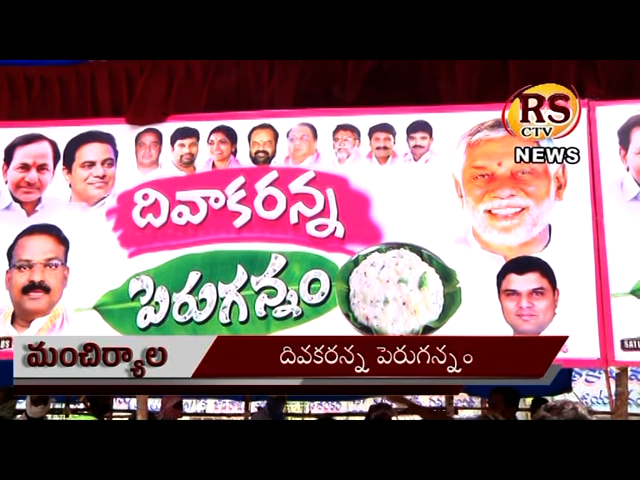 RS
CTV
NEWS
దివాకరన్న
పెరుగన్నం
మంచిర్యాల
దివకరన్న పెరుగన్న ం